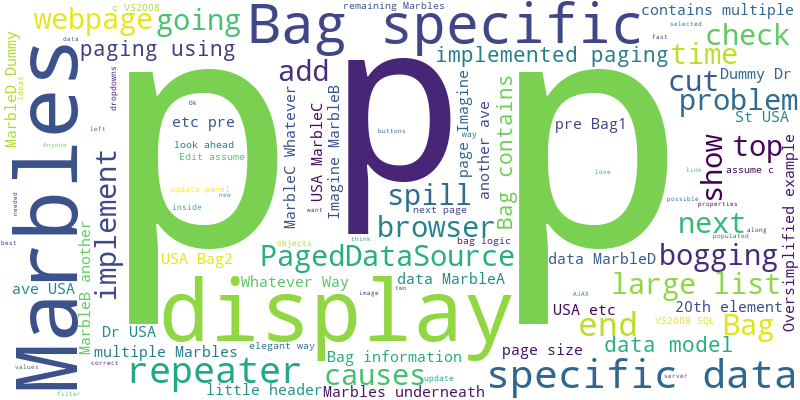 remaining Marbles
c VS2008
webpage
going
Bag specific
contains multiple
selected
check
data
paging using
implemented paging
fast
time
MarbleD Dummy
ideas
Marbles
dropdowns
add
cut
Dummy Dr
problem
St USA
Ok
etc pre
p
p
p
buttons
way
pre Bag1
look ahead
Edit assume
left
Anyone
MarbleC Whatever
USA MarbleC
Imagine MarbleB
page Imagine
another ave
Bag contains
show
top
assume c
link
possible
properties
love
update panel
new
inside
implement
want
spill
next page
browser
think
bag logic
next
populated
along
Oversimplified example
needed
best
MarbleB another
USA Bag2
objects
PagedDataSource
data MarbleD
bogging
Whatever Way
data MarbleA
AJAX
large list
ave USA
display
image
two
USA etc
20th element
values
Dr USA
end
VS2008 SQL
Bag
multiple Marbles
elegant way
Bag information
page size
data model
correct
filter
repeater
causes
update
server
specific data
little header
Marbles underneath